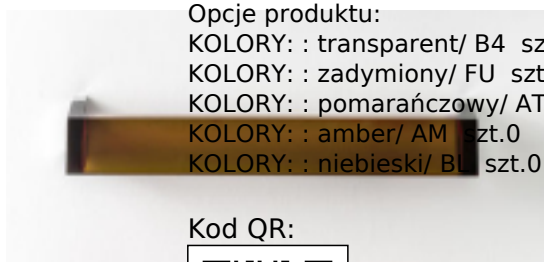 Opcje produktu:
KOLORY: : transparent/ B4 sz
KOLORY: : zadymiony/ FU szt
KOLORY: : pomarańczowy/ AT
KOLORY: : amber/ AM szt.0
KOLORY: : niebieski/ BL szt.0
Kod QR: